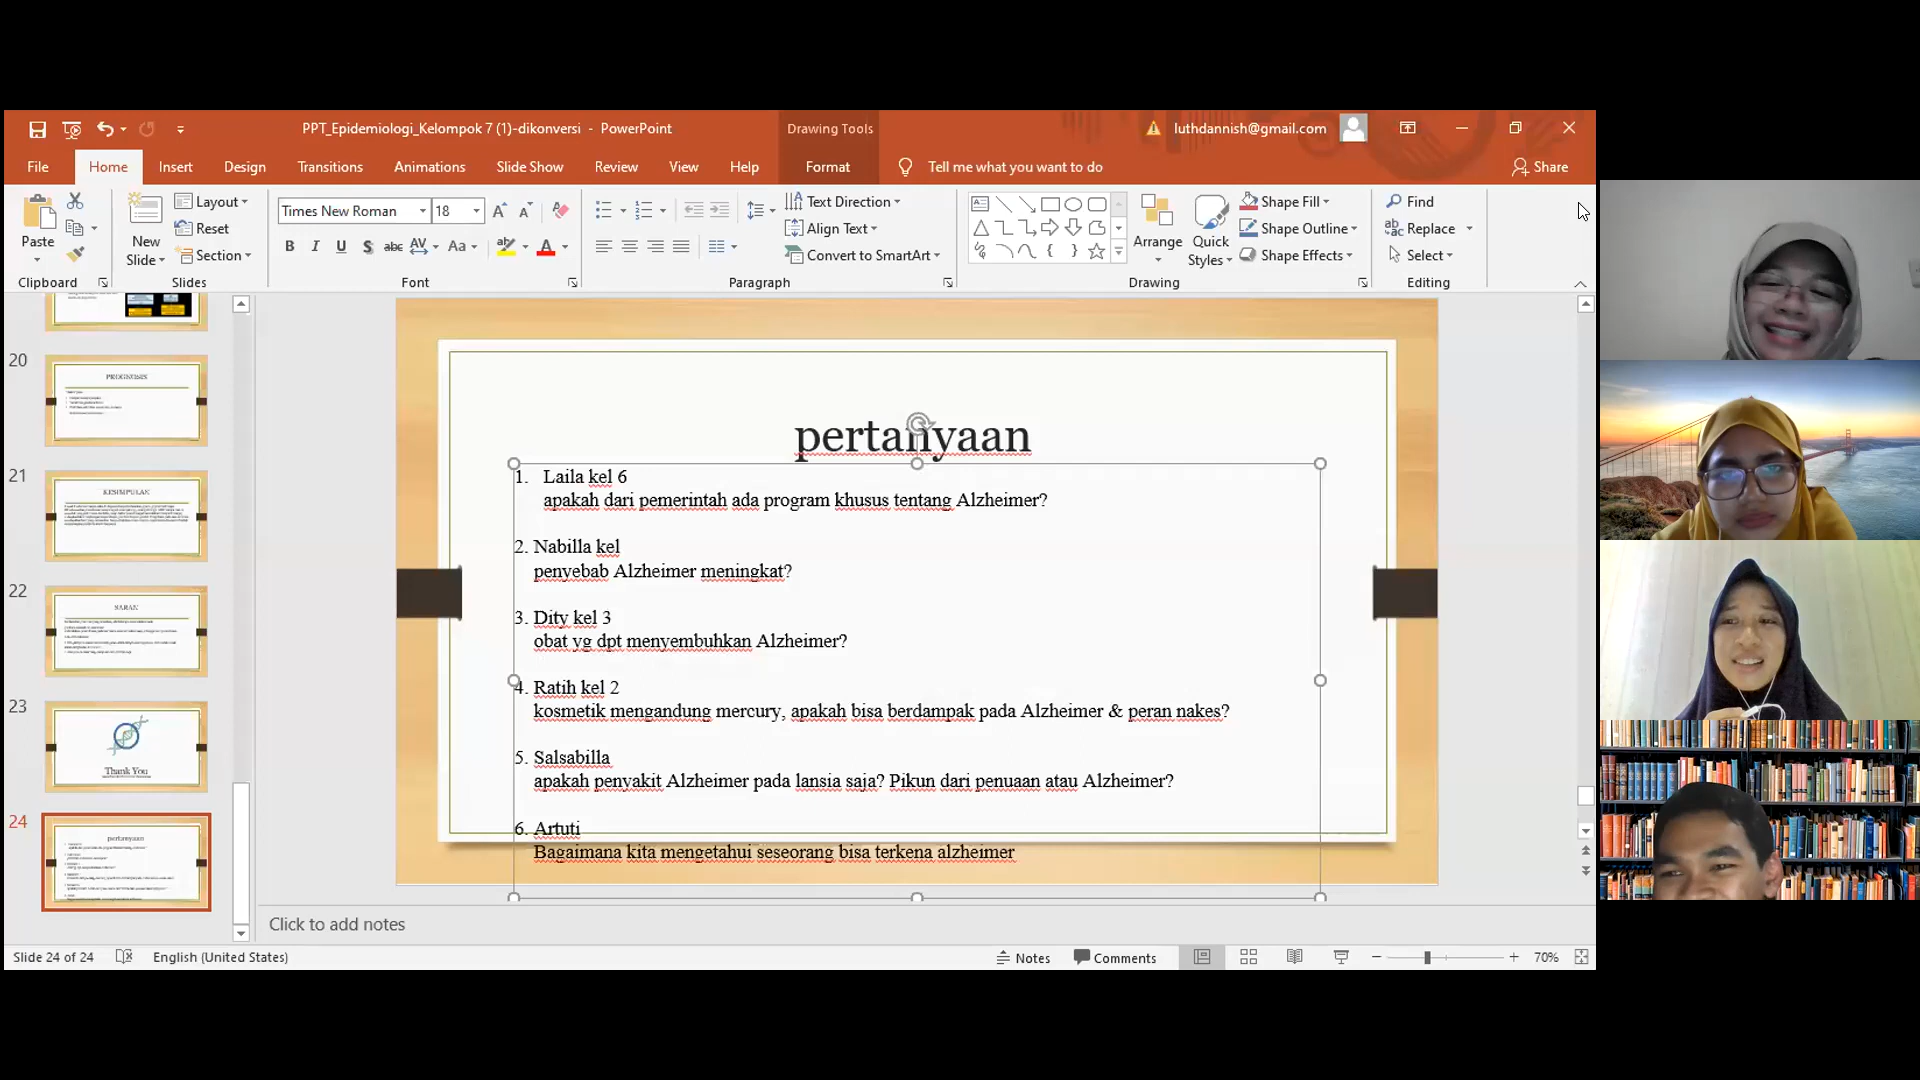 PPT_Epidemiologi_Kelompok 7 (1)-dikonversi - PowerPoint
Drawing Tools
luthdannish@gmail.com
File Home Insert Design Transitions Animations Slide Show Review View Help Format Tell me what you want to do Share
Paste
Clipboard
New Slide
Layout
Reset
Section
Slides
Times New Roman 18
B I U S abc AV Aa A
Font
Text Direction
Align Text
Convert to SmartArt
Paragraph
Arrange
Quick Styles
Shape Fill
Shape Outline
Shape Effects
Drawing
Find
Replace
Select
Editing
20
PROGNOSIS
21
KESIMPULAN
22
SARAN
23
Thank You
24
pertanyaan
pertanyaan
1. Laila kel 6
apakah dari pemerintah ada program khusus tentang Alzheimer?
2. Nabilla kel
penyebab Alzheimer meningkat?
3. Dity kel 3
obat yg dpt menyembuhkan Alzheimer?
4. Ratih kel 2
kosmetik mengandung mercury, apakah bisa berdampak pada Alzheimer & peran nakes?
5. Salsabilla
apakah penyakit Alzheimer pada lansia saja? Pikun dari penuaan atau Alzheimer?
6. Artuti
Bagaimana kita mengetahui seseorang bisa terkena alzheimer
Click to add notes
Slide 24 of 24 English (United States) Notes Comments 70%